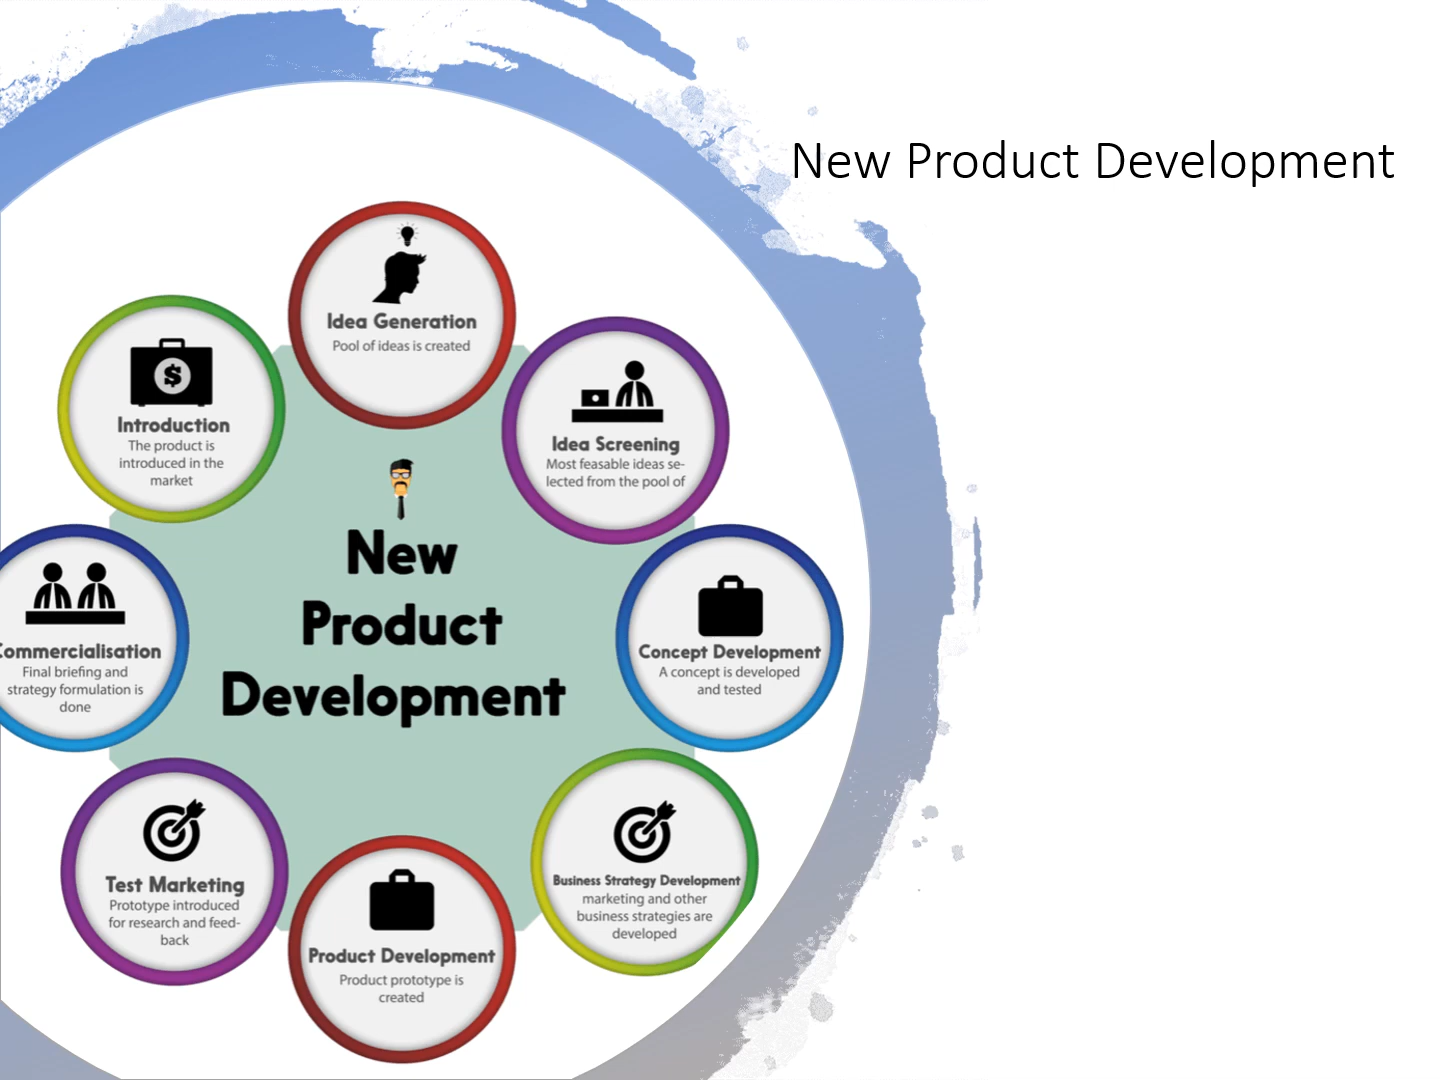 New Product Development
Idea Generation
Pool of ideas is created
Idea Screening
Most feasable ideas se-
lected from the pool of
Concept Development
A concept is developed
and tested
Business Strategy Development
marketing and other
business strategies are
developed
Product Development
Product prototype is
created
Test Marketing
Prototype introduced
for research and feed-
back
Commercialisation
Final briefing and
strategy formulation is
done
Introduction
The product is
introduced in the
market
$
New
Product
Development